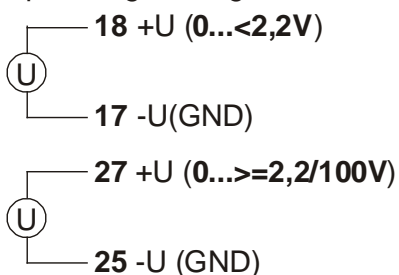 18 +U (0...<2,2V)
U
17 -U(GND)
27 +U (0...>=2,2/100V)
U
25 -U (GND)